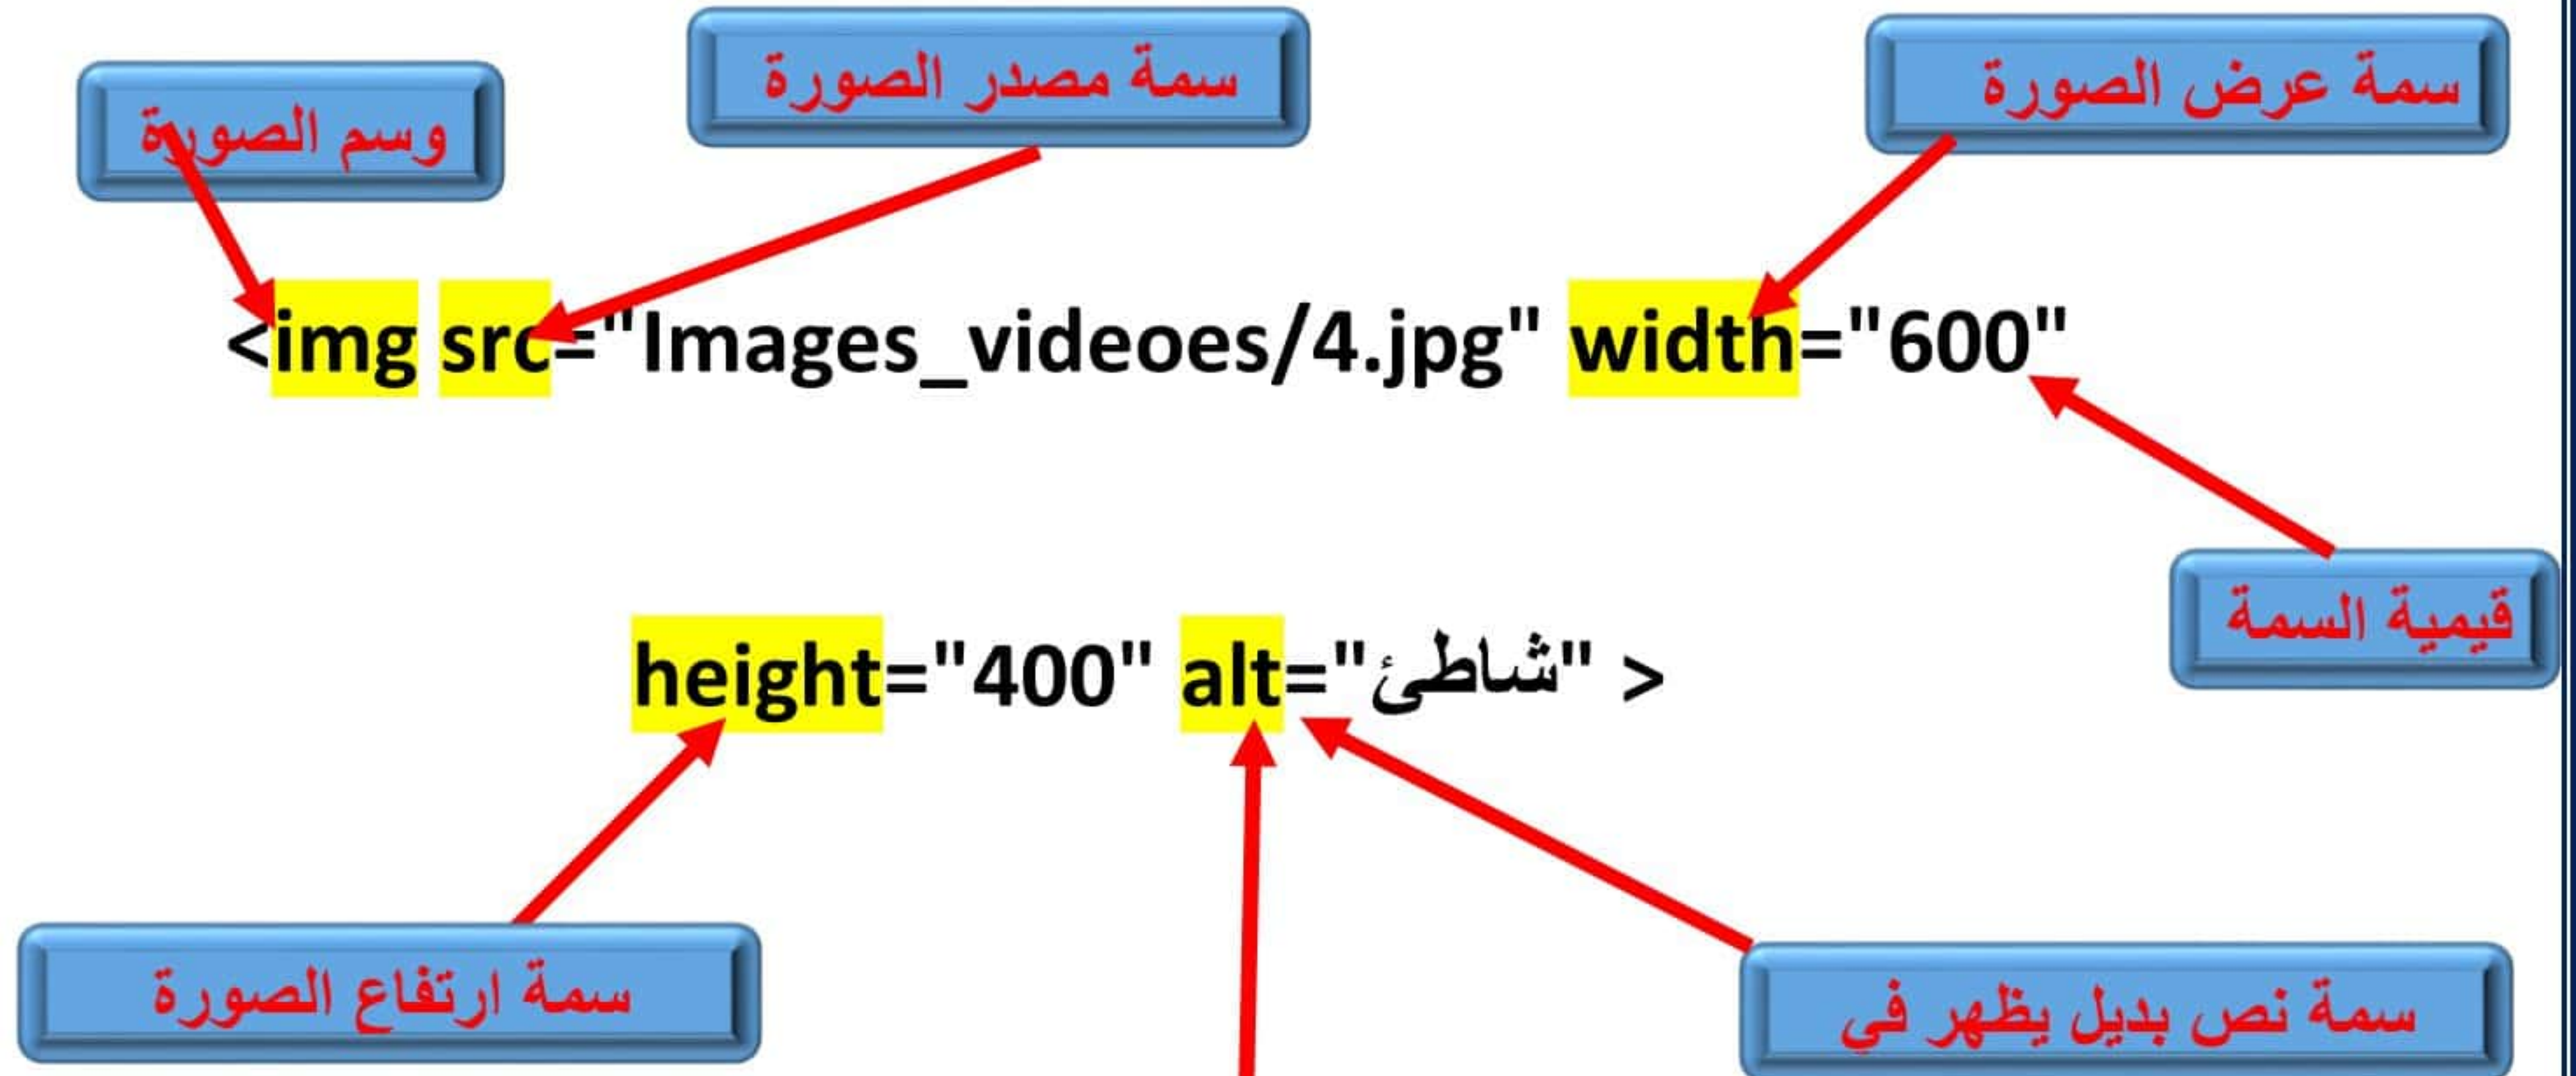 وسم الصورة
سمة مصدر الصورة
سمة عرض الصورة
<img src="Images_videoes/4.jpg" width="600"
قيمية السمة
height="400" alt="شاطئ" >
سمة ارتفاع الصورة
سمة نص بديل يظهر في